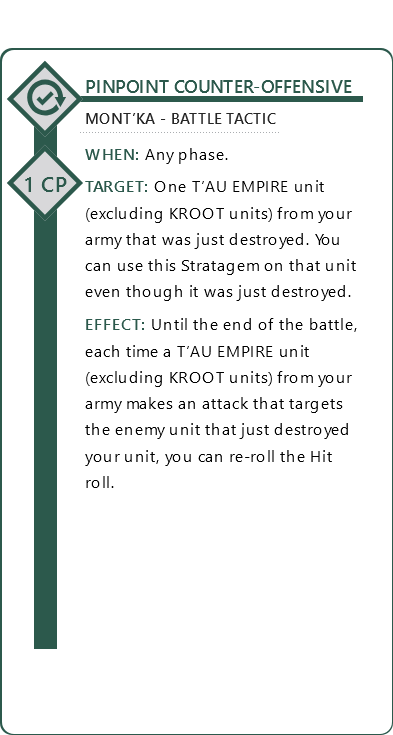 PINPOINT COUNTER-OFFENSIVE
MONT'KA - BATTLE TACTIC
WHEN: Any phase.
1 CP
TARGET: One T'AU EMPIRE unit
(excluding KROOT units) from your
army that was just destroyed. You
can use this Stratagem on that unit
even though it was just destroyed.
EFFECT: Until the end of the battle,
each time a T'AU EMPIRE unit
(excluding KROOT units) from your
army makes an attack that targets
the enemy unit that just destroyed
your unit, you can re-roll the Hit
roll.